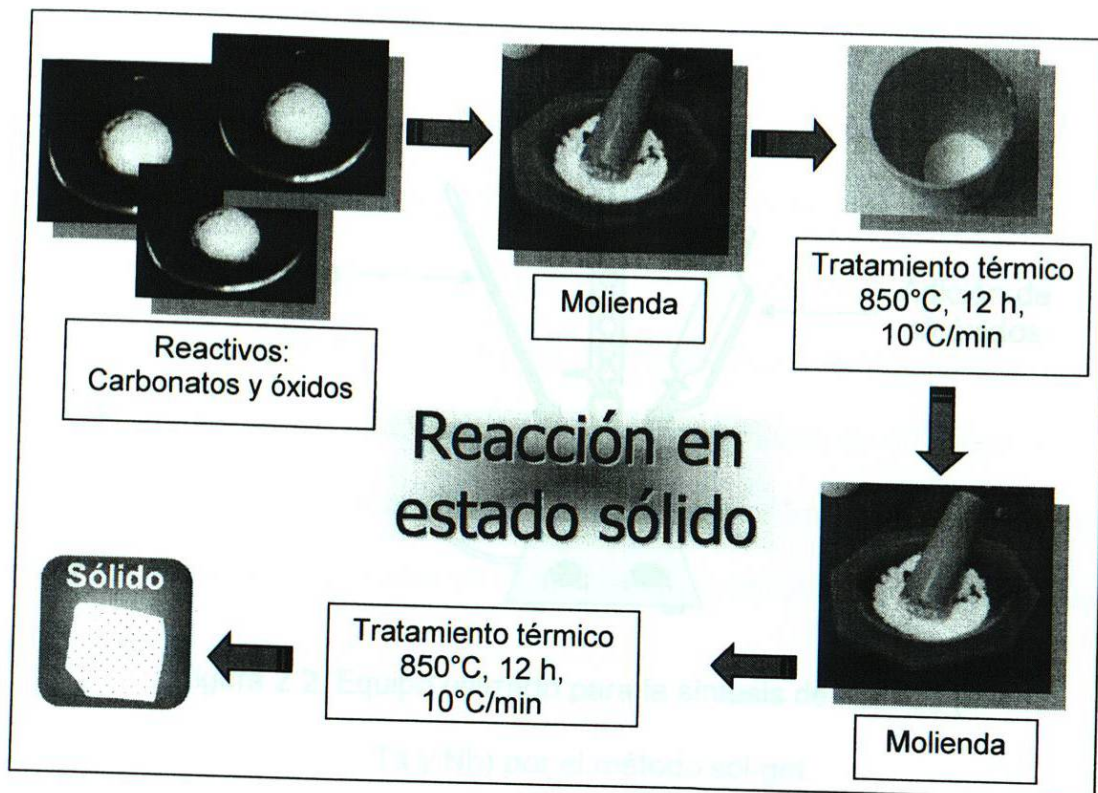 Reactivos:
Carbonatos y óxidos
Molienda
Tratamiento térmico
850°C, 12 h,
10°C/min
Reacción en
estado sólido
Molienda
Tratamiento térmico
850°C, 12 h,
10°C/min
Sólido